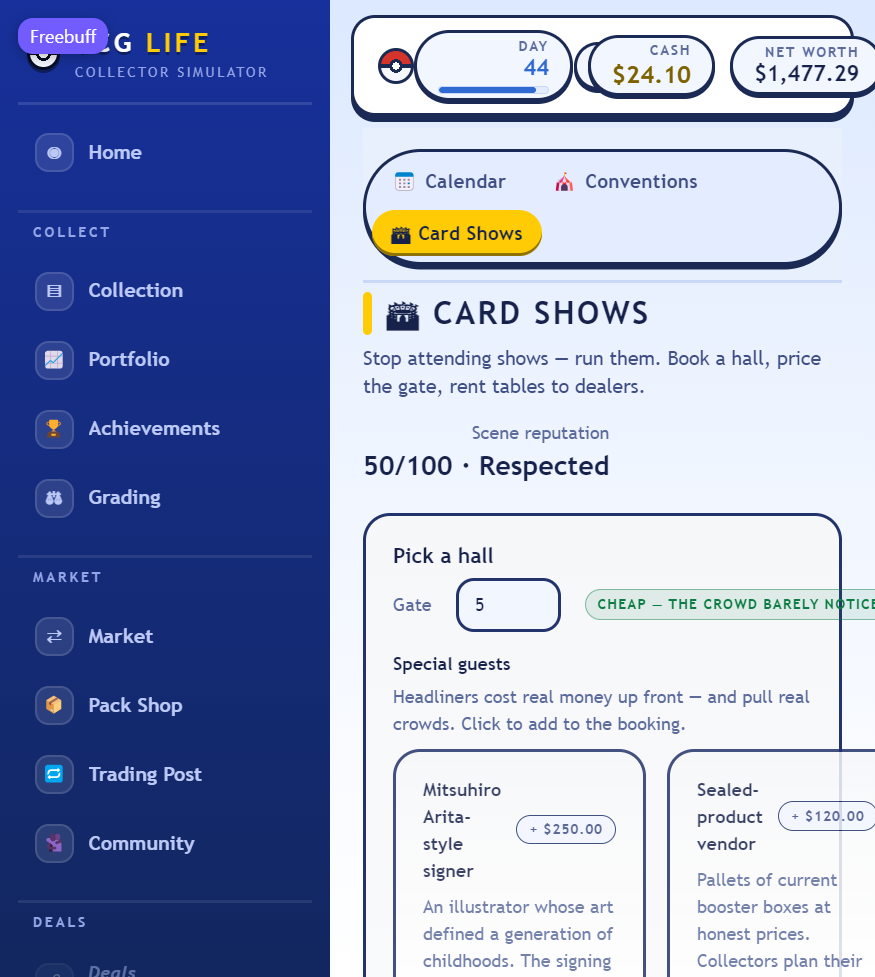 Freebuff
CG LIFE
COLLECTOR SIMULATOR
Home
COLLECT
Collection
Portfolio
Achievements
Grading
MARKET
Market
Pack Shop
Trading Post
Community
DEALS
Deals
DAY
44
CASH
$24.10
NET WORTH
$1,477.29
Calendar
Conventions
Card Shows
CARD SHOWS
Stop attending shows — run them. Book a hall, price
the gate, rent tables to dealers.
Scene reputation
50/100 · Respected
Pick a hall
Gate
5
CHEAP — THE CROWD BARELY NOTICE
Special guests
Headliners cost real money up front — and pull real
crowds. Click to add to the booking.
Mitsuhiro
Arita-
style
signer
+ $250.00
An illustrator whose art
defined a generation of
childhoods. The signing
Sealed-
product
vendor
+ $120.00
Pallets of current
booster boxes at
honest prices.
Collectors plan their